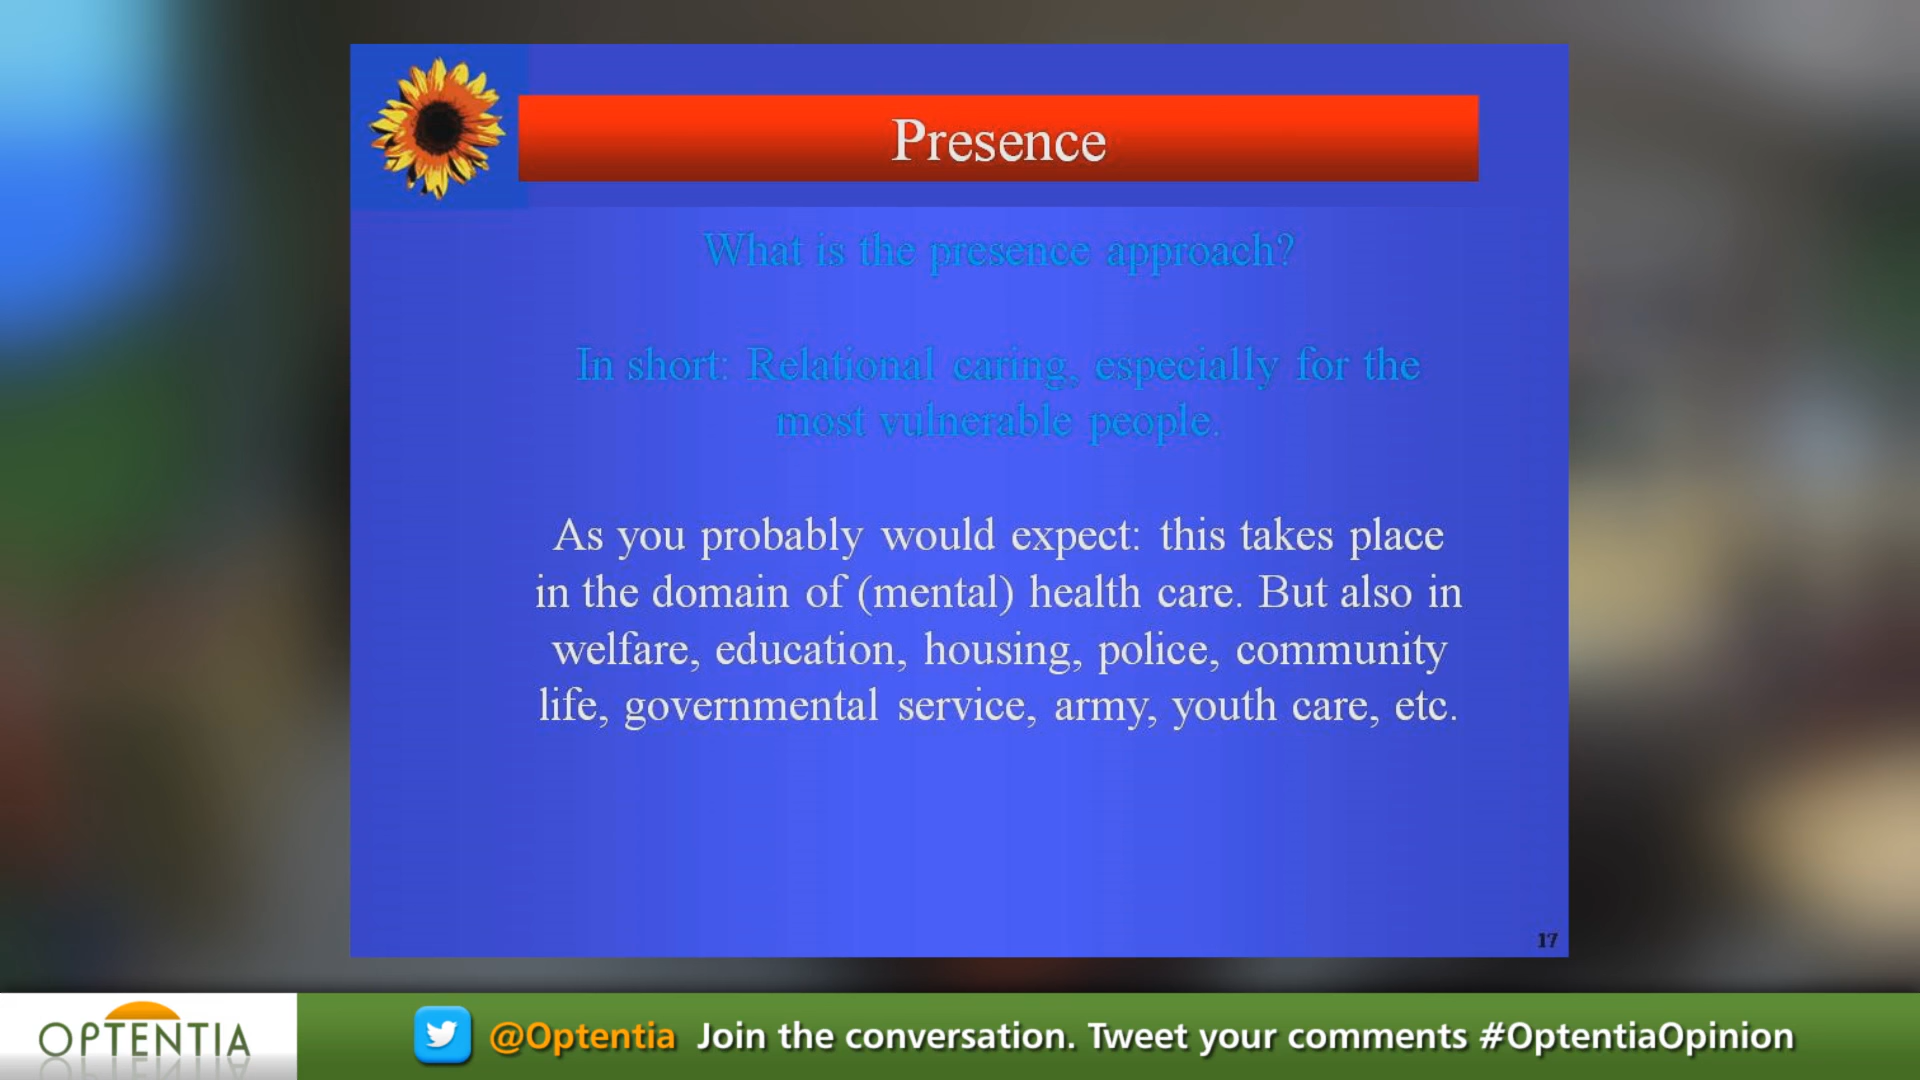 Presence
What is the presence approach?
In short: Relational caring, especially for the
most vulnerable people.
As you probably would expect: this takes place
in the domain of (mental) health care. But also in
welfare, education, housing, police, community
life, governmental service, army, youth care, etc.
17
OPTENTIA
@Optentia Join the conversation. Tweet your comments #OptentiaOpinion